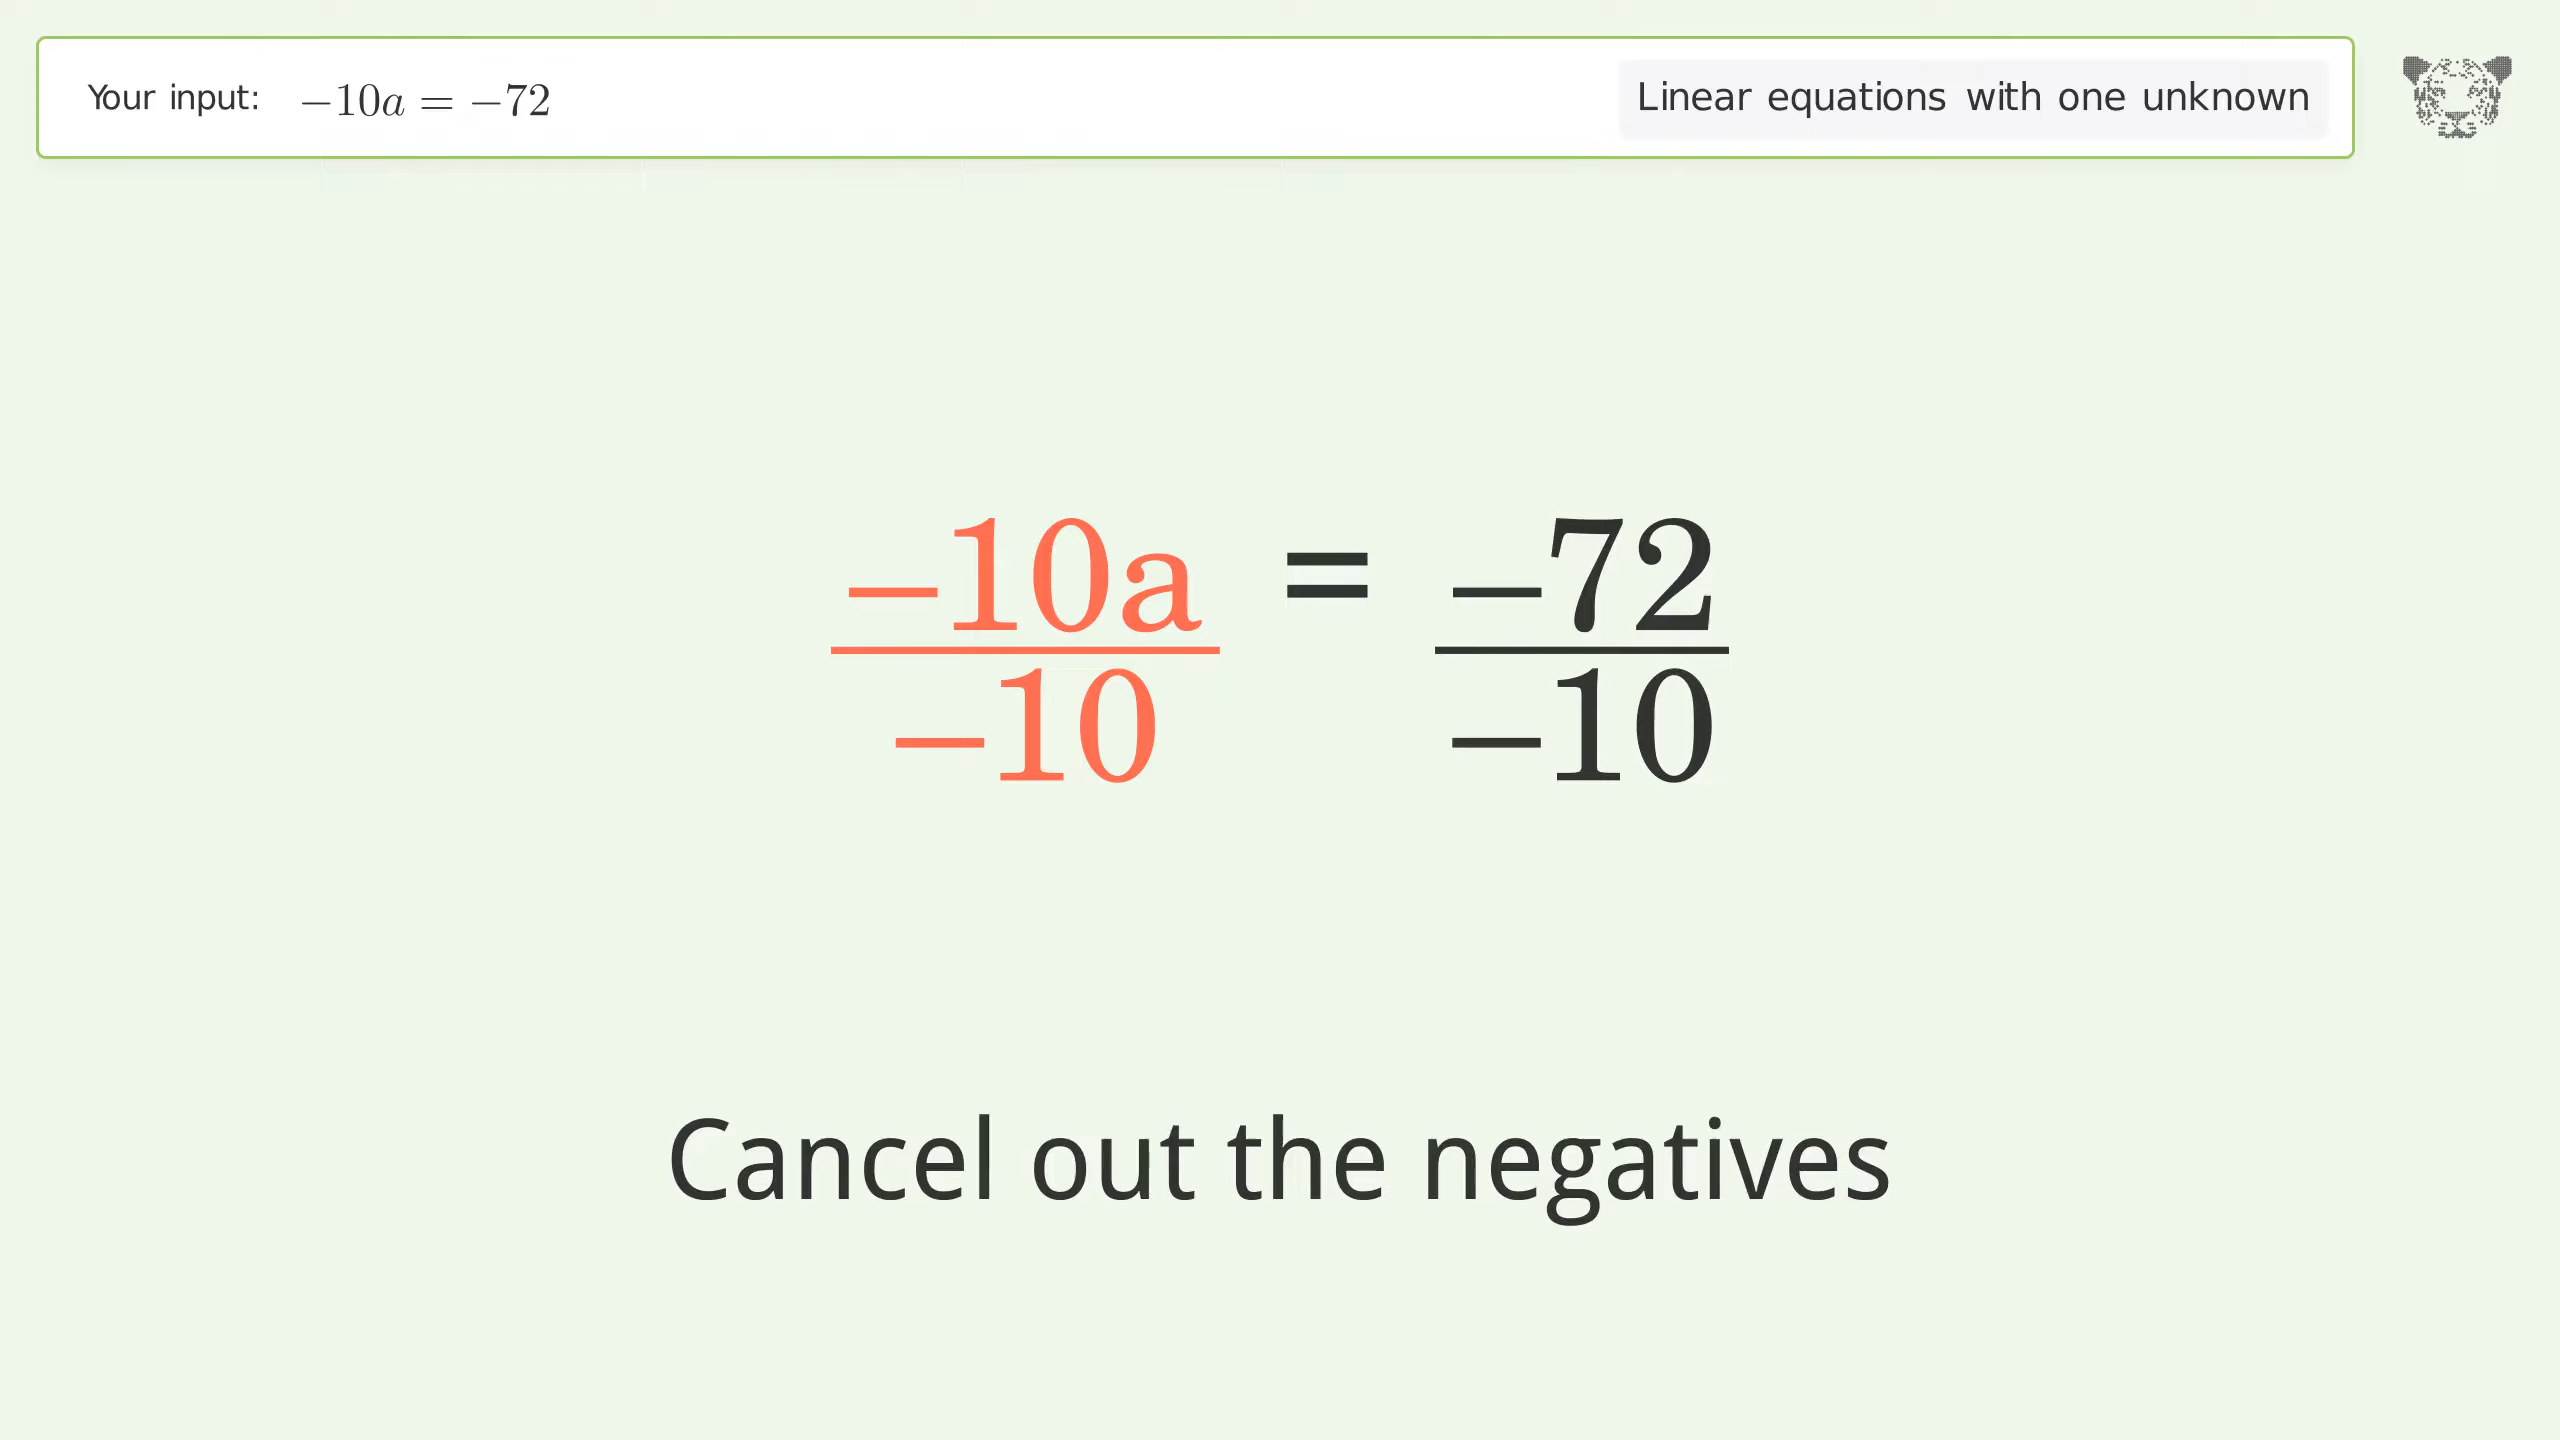 Your input: −10a = −72
Linear equations with one unknown
−10a = −72
−10 −10
Cancel out the negatives